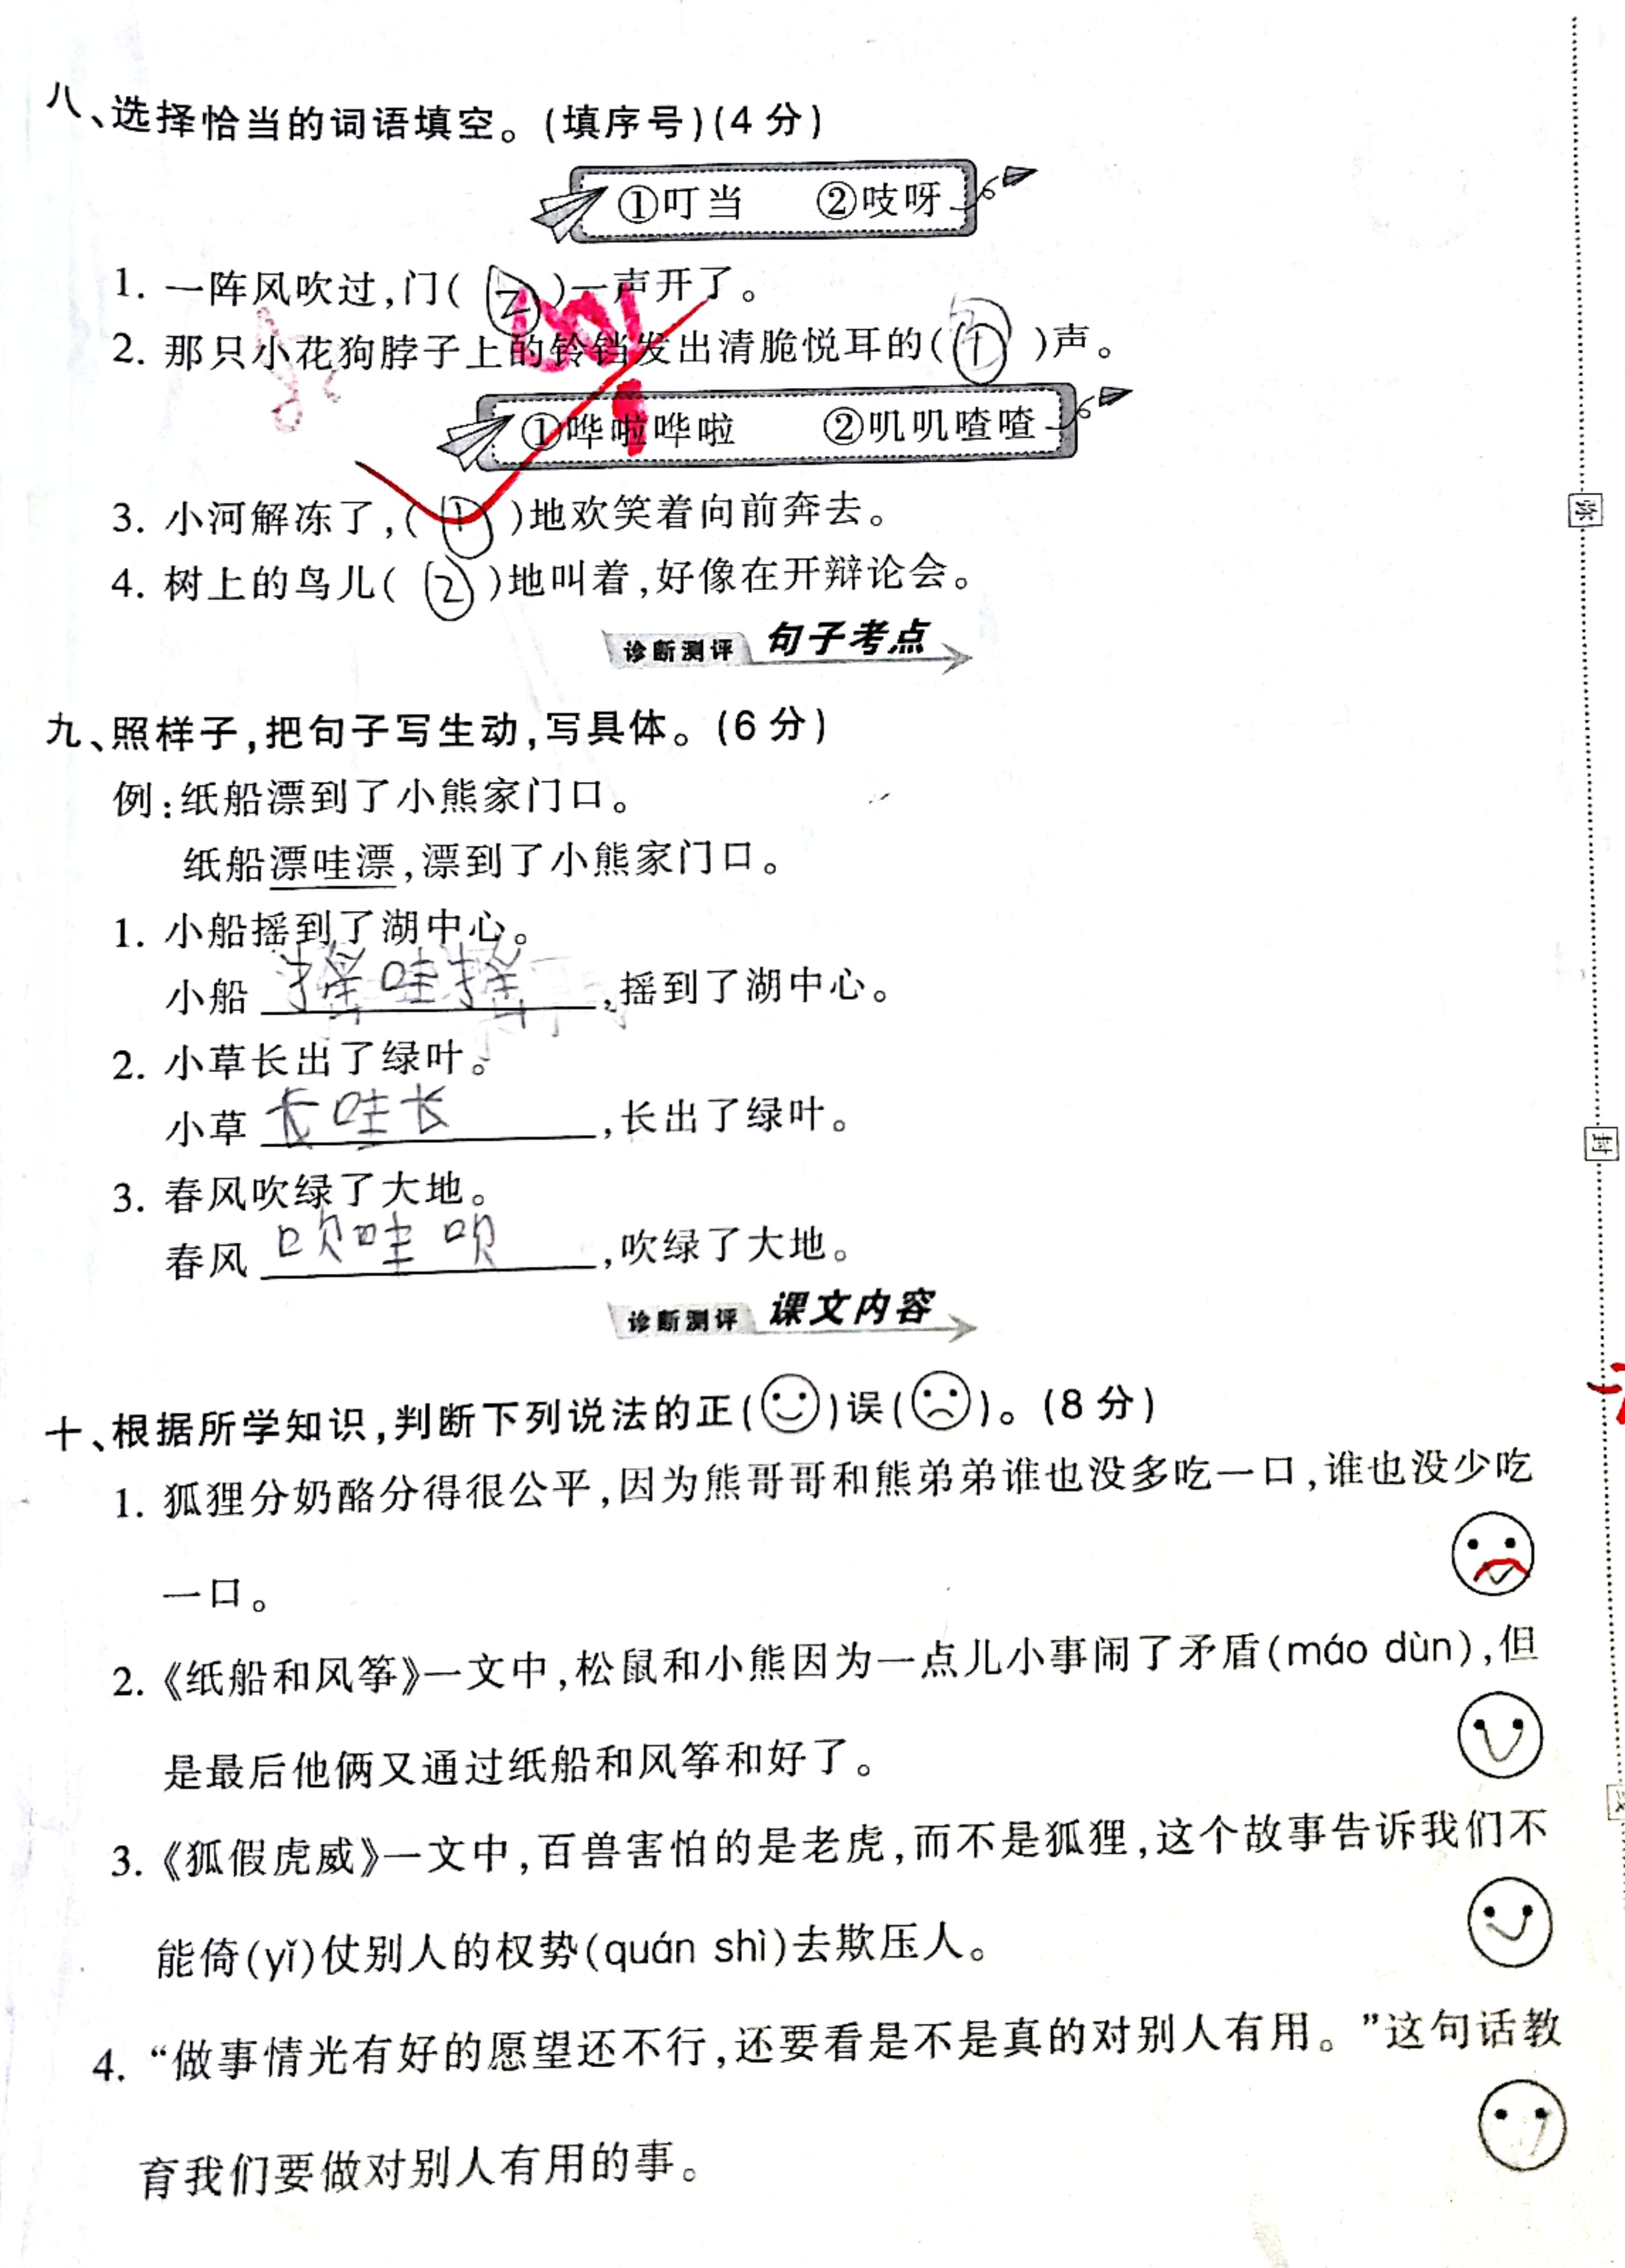 八、选择恰当的词语填空。(填序号)(4分)
①叮当 ②吱呀
1. 一阵风吹过,门( ② )一声开了。
2. 那只小花狗脖子上的铃铛发出清脆悦耳的( ① )声。
①哗啦哗啦 ②叽叽喳喳
3. 小河解冻了,( ① )地欢笑着向前奔去。
4. 树上的鸟儿( ② )地叫着,好像在开辩论会。
诊断测评 句子考点
九、照样子,把句子写生动,写具体。(6分)
例:纸船漂到了小熊家门口。
纸船漂哇漂,漂到了小熊家门口。
1. 小船摇到了湖中心。
小船 摇哇摇 ,摇到了湖中心。
2. 小草长出了绿叶。
小草 长哇长 ,长出了绿叶。
3. 春风吹绿了大地。
春风 吹哇吹 ,吹绿了大地。
诊断测评 课文内容
十、根据所学知识,判断下列说法的正( )误( )。(8分)
1. 狐狸分奶酪分得很公平,因为熊哥哥和熊弟弟谁也没多吃一口,谁也没少吃
一口。
2.《纸船和风筝》一文中,松鼠和小熊因为一点儿小事闹了矛盾(máo dùn),但
是最后他俩又通过纸船和风筝和好了。
3.《狐假虎威》一文中,百兽害怕的是老虎,而不是狐狸,这个故事告诉我们不
能倚(yǐ)仗别人的权势(quán shì)去欺压人。
4. “做事情光有好的愿望还不行,还要看是不是真的对别人有用。”这句话教
育我们要做对别人有用的事。
弥
封